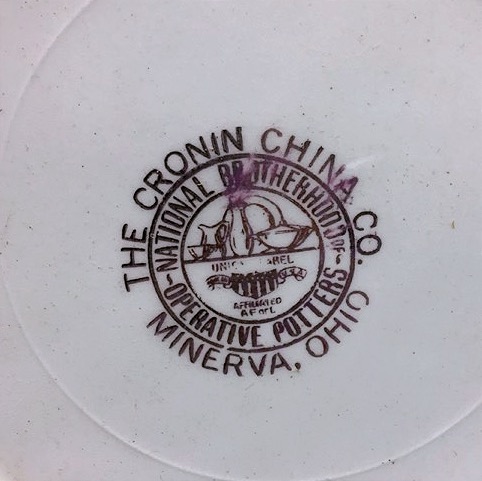 THE CRONIN CHINA CO.
NATIONAL BROTHERHOOD OF
OPERATIVE POTTERS
UNION LABEL
AFFILIATED
A F OF L
MINERVA, OHIO